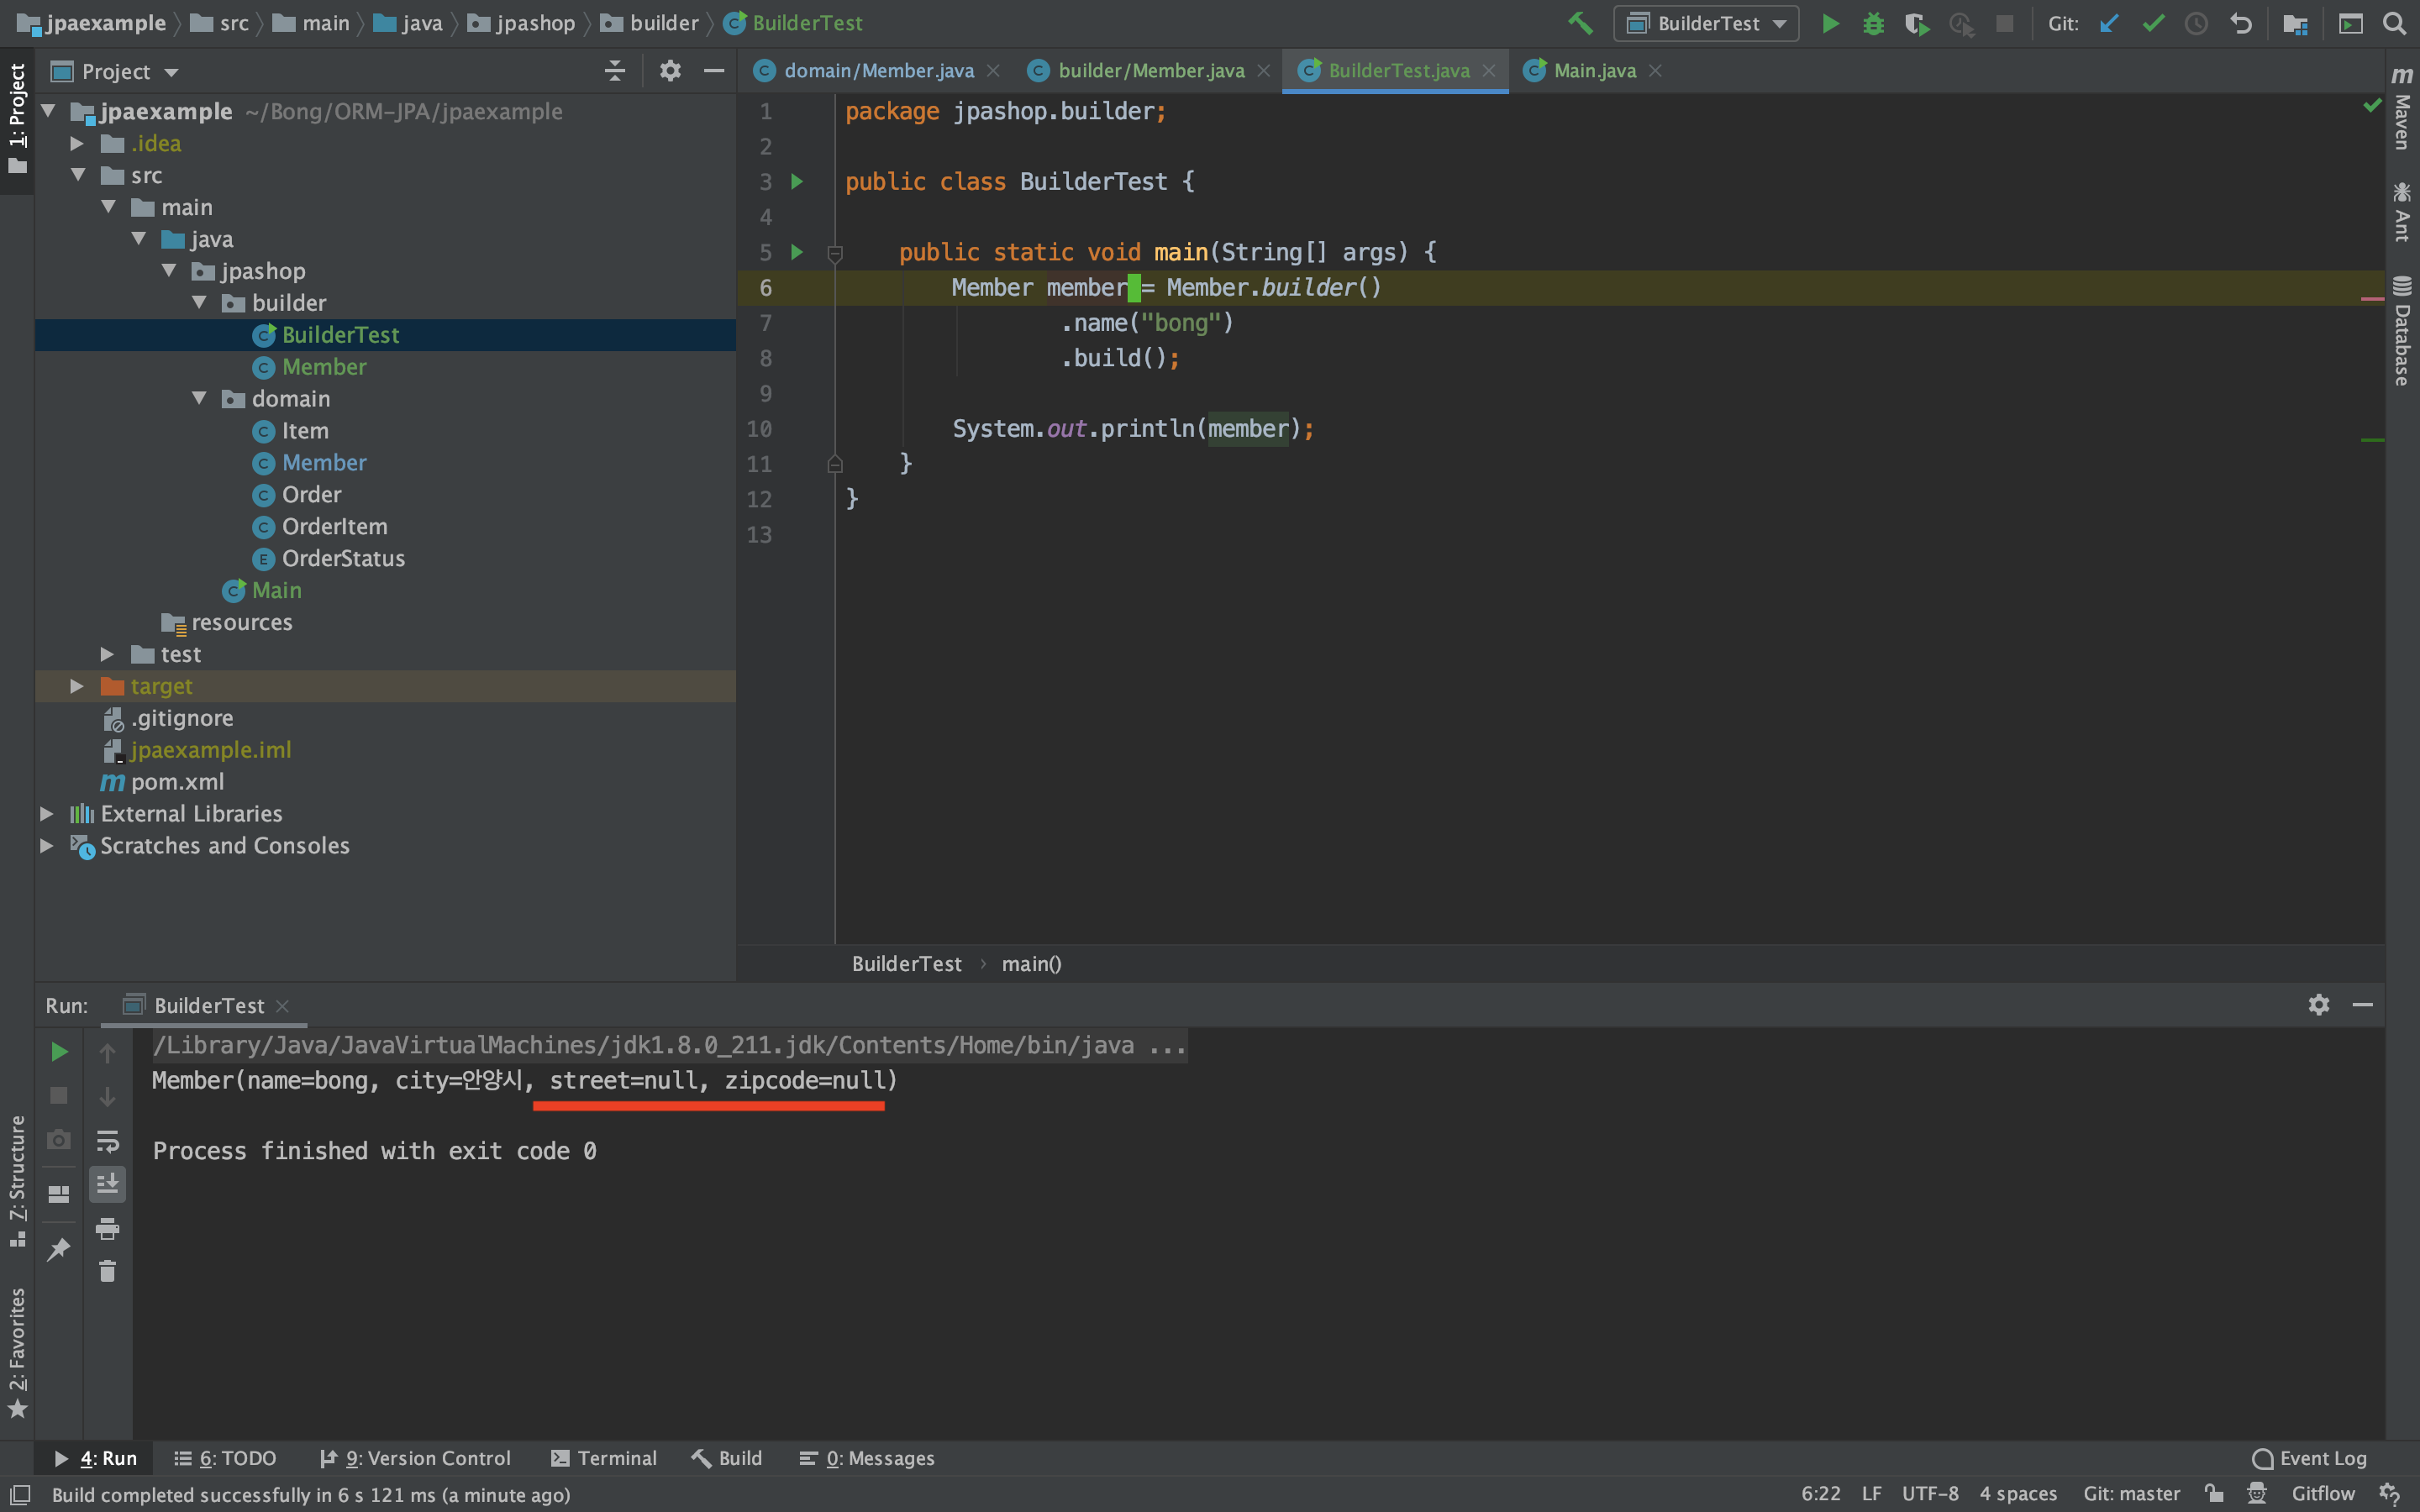 jpaexample src main java jpashop builder BuilderTest
BuilderTest Git:
1: Project
Project
jpaexample ~/Bong/ORM-JPA/jpaexample
.idea
src
main
java
jpashop
builder
BuilderTest
Member
domain
Item
Member
Order
OrderItem
OrderStatus
Main
resources
test
target
.gitignore
jpaexample.iml
pom.xml
External Libraries
Scratches and Consoles
domain/Member.java builder/Member.java BuilderTest.java Main.java
1 package jpashop.builder;
2
3 public class BuilderTest {
4
5 public static void main(String[] args) {
6 Member member = Member.builder()
7 .name("bong")
8 .build();
9
10 System.out.println(member);
11 }
12 }
13
BuilderTest › main()
Maven
Ant
Database
Run: BuilderTest
/Library/Java/JavaVirtualMachines/jdk1.8.0_211.jdk/Contents/Home/bin/java ...
Member(name=bong, city=안양시, street=null, zipcode=null)
Process finished with exit code 0
7: Structure
2: Favorites
4: Run 6: TODO 9: Version Control Terminal Build 0: Messages Event Log
Build completed successfully in 6 s 121 ms (a minute ago) 6:22 LF UTF-8 4 spaces Git: master Gitflow